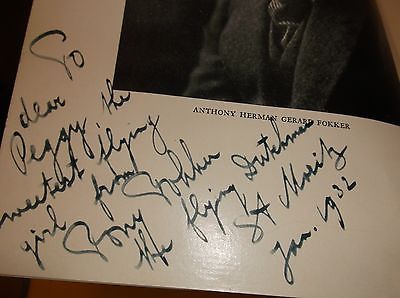 ANTHONY HERMAN GERARD FOKKER
To
dear
Peggy the
sweetest flying
girl from
Tony Fokker
the flying Dutchman
St Moritz
Jan. 1932